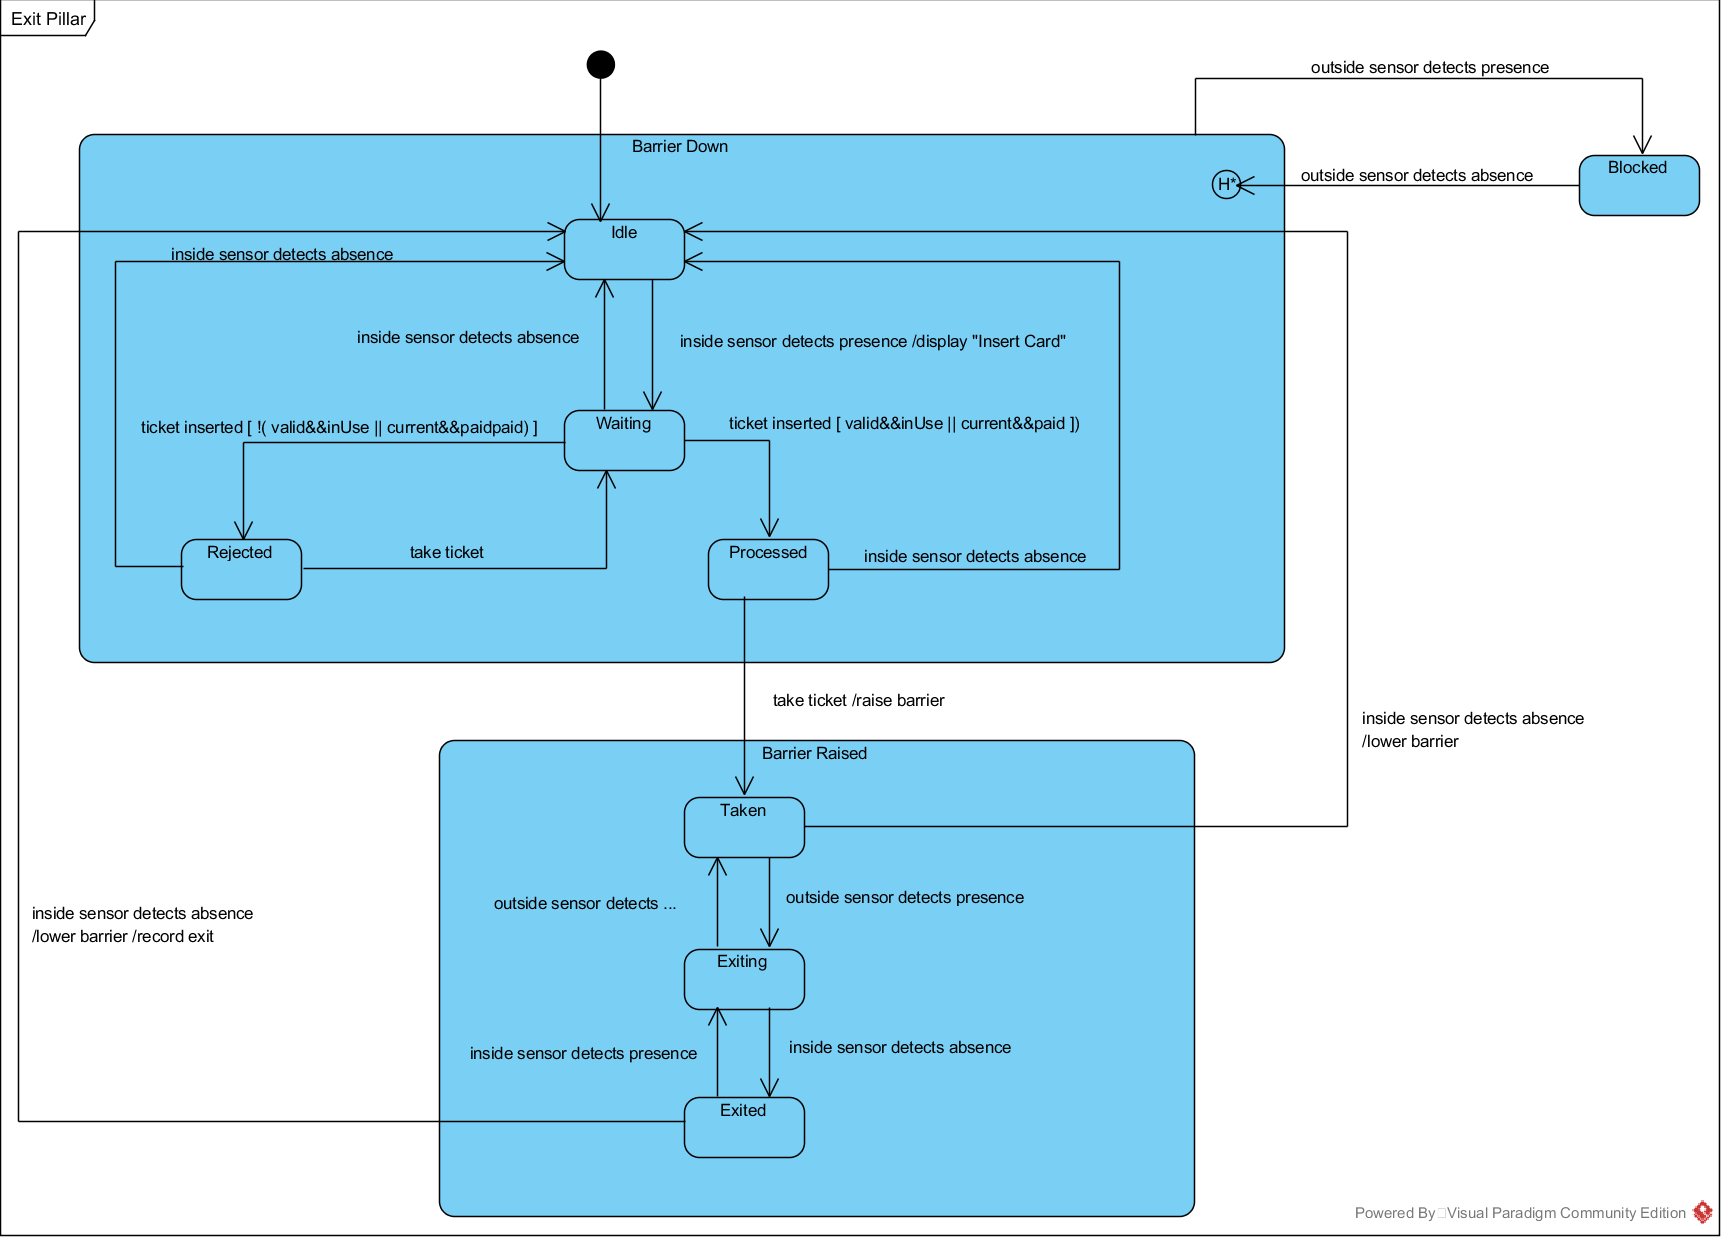 Exit Pillar
outside sensor detects presence
Barrier Down
Blocked
H*
outside sensor detects absence
Idle
inside sensor detects absence
inside sensor detects absence
inside sensor detects presence /display "Insert Card"
Waiting
ticket inserted [ !( valid&&inUse || current&&paidpaid) ]
ticket inserted [ valid&&inUse || current&&paid ])
Rejected
take ticket
Processed
inside sensor detects absence
take ticket /raise barrier
inside sensor detects absence
/lower barrier
Barrier Raised
Taken
outside sensor detects ...
outside sensor detects presence
inside sensor detects absence
/lower barrier /record exit
Exiting
inside sensor detects presence
inside sensor detects absence
Exited
Powered By Visual Paradigm Community Edition